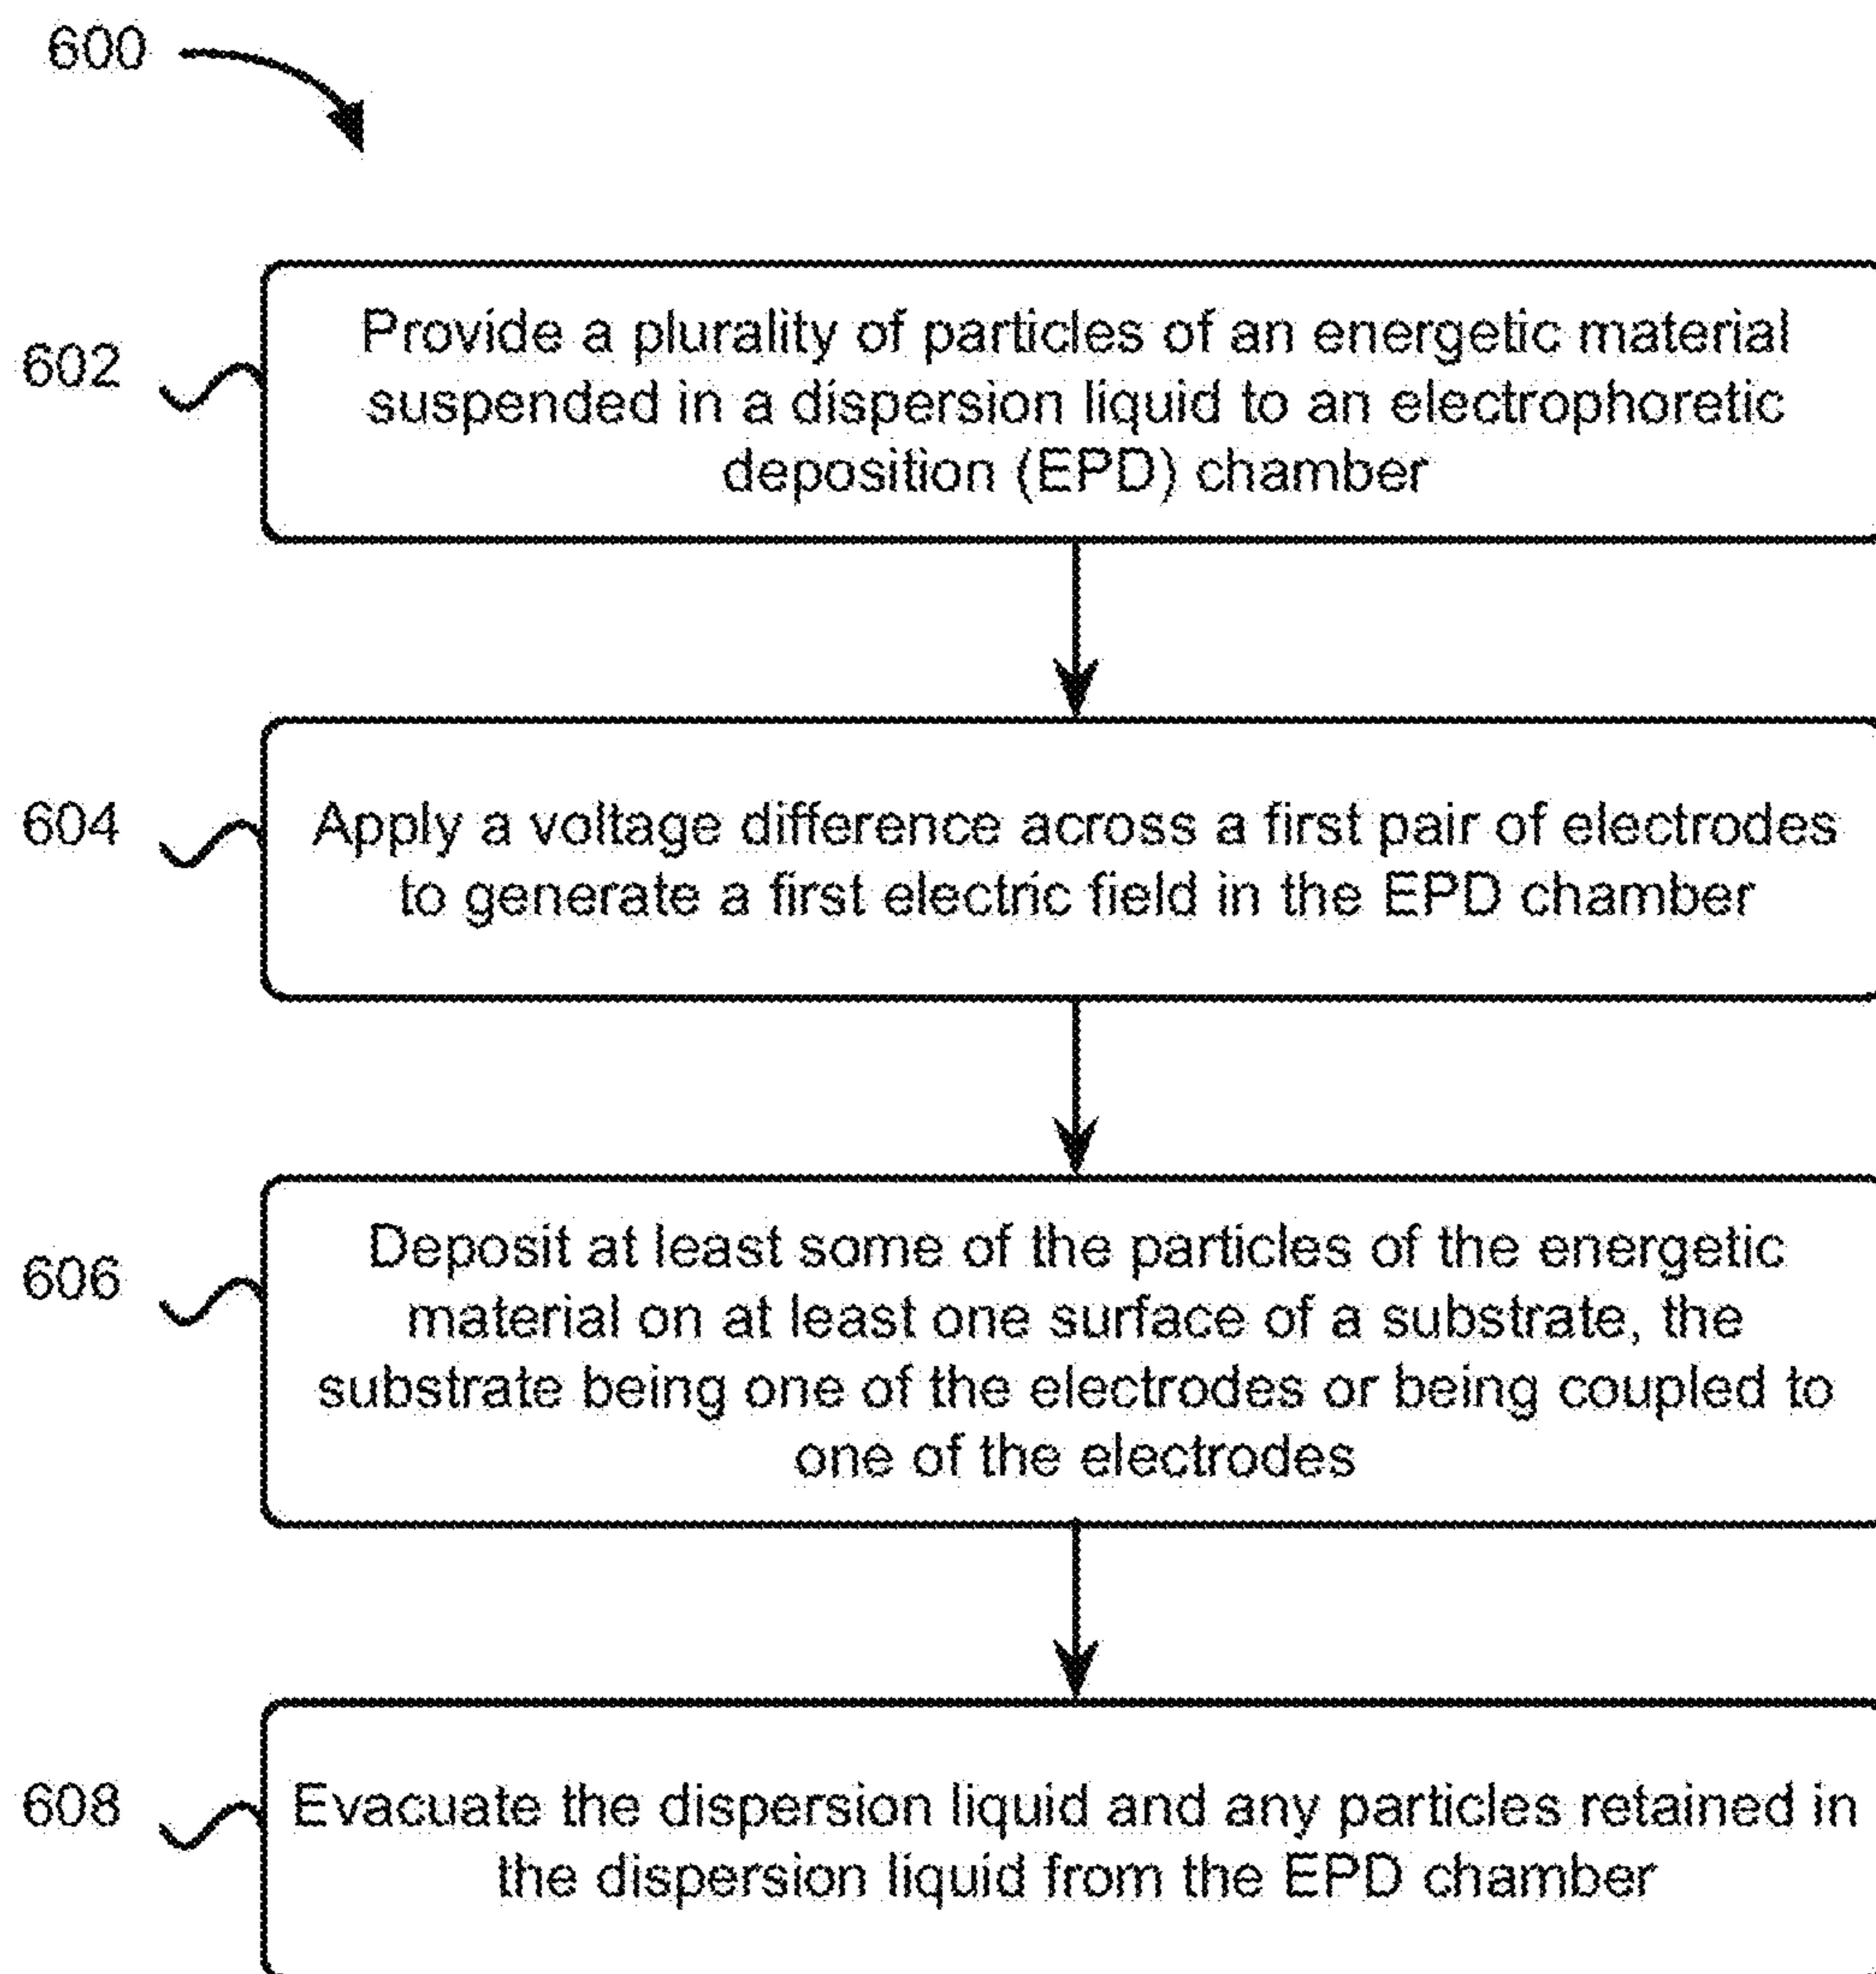 600
602
Provide a plurality of particles of an energetic material
suspended in a dispersion liquid to an electrophoretic
deposition (EPD) chamber
604
Apply a voltage difference across a first pair of electrodes
to generate a first electric field in the EPD chamber
606
Deposit at least some of the particles of the energetic
material on at least one surface of a substrate, the
substrate being one of the electrodes or being coupled to
one of the electrodes
608
Evacuate the dispersion liquid and any particles retained in
the dispersion liquid from the EPD chamber